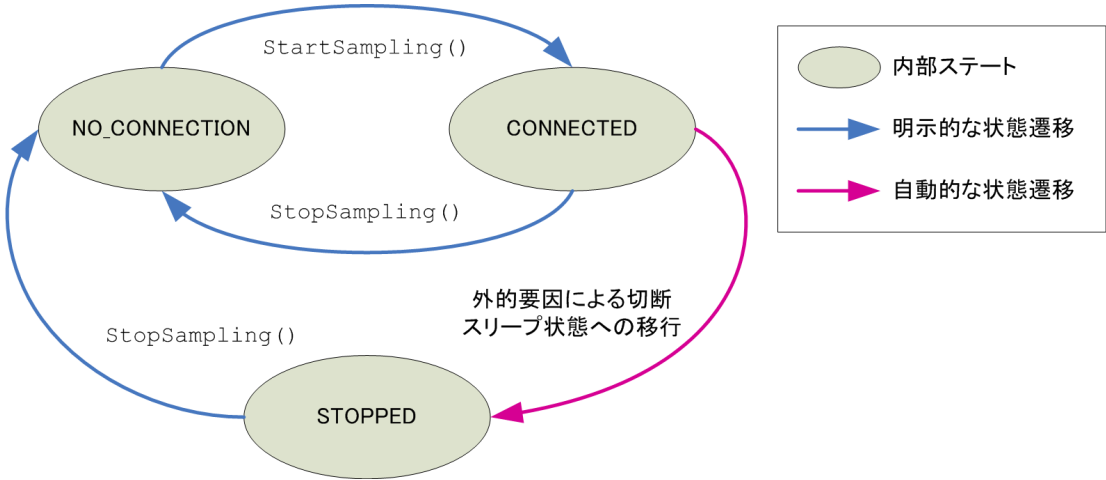 StartSampling()
NO_CONNECTION
CONNECTED
StopSampling()
外的要因による切断
スリープ状態への移行
StopSampling()
STOPPED
内部ステート
明示的な状態遷移
自動的な状態遷移